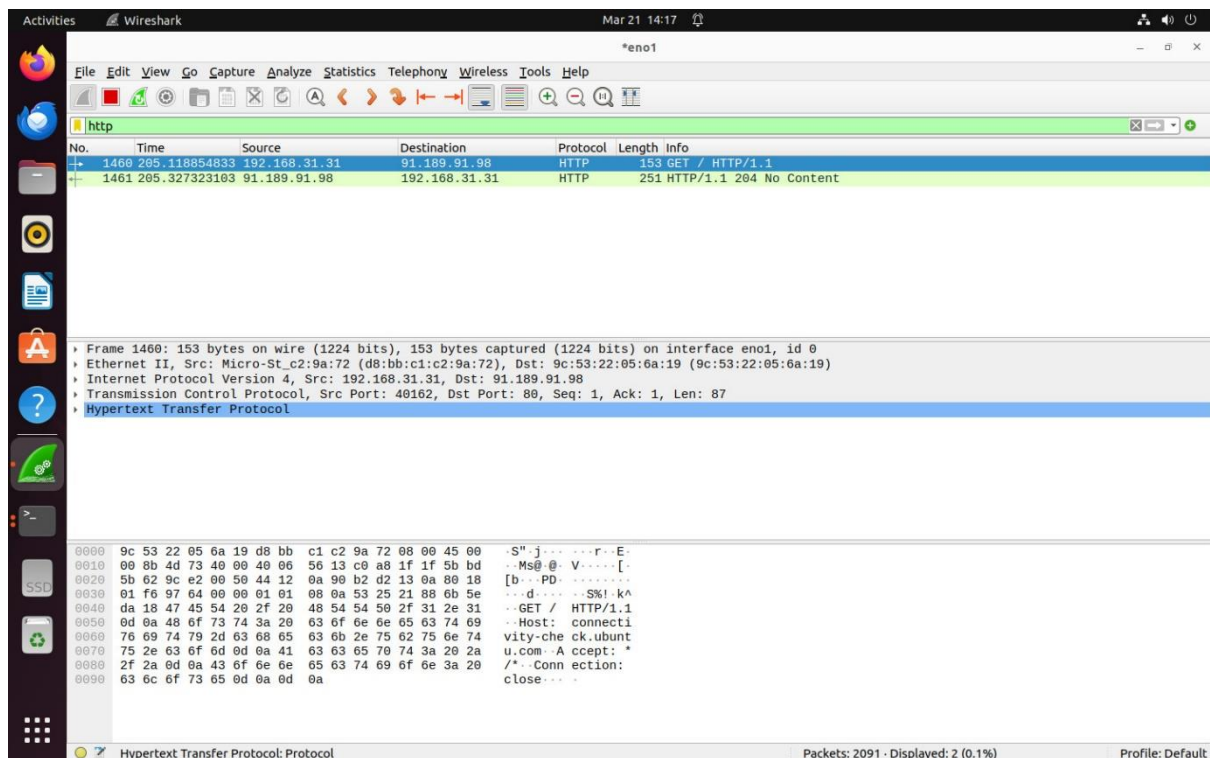 Activities Wireshark Mar 21 14:17
*eno1
File Edit View Go Capture Analyze Statistics Telephony Wireless Tools Help
http
No. Time Source Destination Protocol Length Info
1460 205.118854833 192.168.31.31 91.189.91.98 HTTP 153 GET / HTTP/1.1
1461 205.327323103 91.189.91.98 192.168.31.31 HTTP 251 HTTP/1.1 204 No Content
Frame 1460: 153 bytes on wire (1224 bits), 153 bytes captured (1224 bits) on interface eno1, id 0
Ethernet II, Src: Micro-St_c2:9a:72 (d8:bb:c1:c2:9a:72), Dst: 9c:53:22:05:6a:19 (9c:53:22:05:6a:19)
Internet Protocol Version 4, Src: 192.168.31.31, Dst: 91.189.91.98
Transmission Control Protocol, Src Port: 40162, Dst Port: 80, Seq: 1, Ack: 1, Len: 87
Hypertext Transfer Protocol
0000 9c 53 22 05 6a 19 d8 bb c1 c2 9a 72 08 00 45 00 ·S"·j··· ···r··E·
0010 00 8b 4d 73 40 00 40 06 56 13 c0 a8 1f 1f 5b bd ··Ms@·@· V·····[·
0020 5b 62 9c e2 00 50 44 12 0a 90 b2 d2 13 0a 80 18 [b···PD· ········
0030 01 f6 97 64 00 00 01 01 08 0a 53 25 21 88 6b 5e ···d···· ··S%!·k^
0040 da 18 47 45 54 20 2f 20 48 54 54 50 2f 31 2e 31 ··GET / HTTP/1.1
0050 0d 0a 48 6f 73 74 3a 20 63 6f 6e 6e 65 63 74 69 ··Host: connecti
0060 76 69 74 79 2d 63 68 65 63 6b 2e 75 62 75 6e 74 vity-che ck.ubunt
0070 75 2e 63 6f 6d 0d 0a 41 63 63 65 70 74 3a 20 2a u.com··A ccept: *
0080 2f 2a 0d 0a 43 6f 6e 6e 65 63 74 69 6f 6e 3a 20 /*··Conn ection:
0090 63 6c 6f 73 65 0d 0a 0d 0a close··· ·
SSD
Hypertext Transfer Protocol: Protocol Packets: 2091 · Displayed: 2 (0.1%) Profile: Default